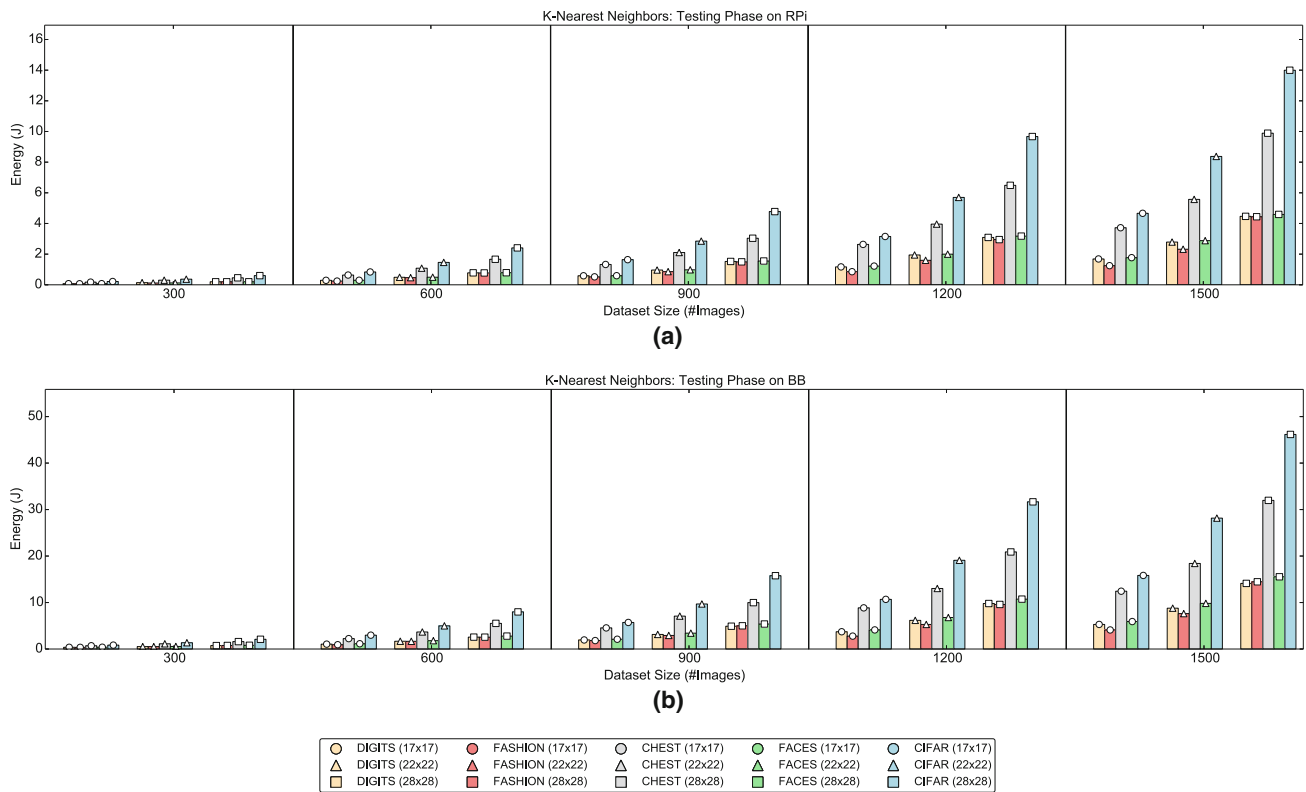 K-Nearest Neighbors: Testing Phase on RPi
16
14
12
10
8
6
4
2
0
Energy (J)
300 600 900 1200 1500
Dataset Size (#Images)
(a)
K-Nearest Neighbors: Testing Phase on BB
50
40
30
20
10
0
Energy (J)
300 600 900 1200 1500
Dataset Size (#Images)
(b)
DIGITS (17x17) FASHION (17x17) CHEST (17x17) FACES (17x17) CIFAR (17x17)
DIGITS (22x22) FASHION (22x22) CHEST (22x22) FACES (22x22) CIFAR (22x22)
DIGITS (28x28) FASHION (28x28) CHEST (28x28) FACES (28x28) CIFAR (28x28)